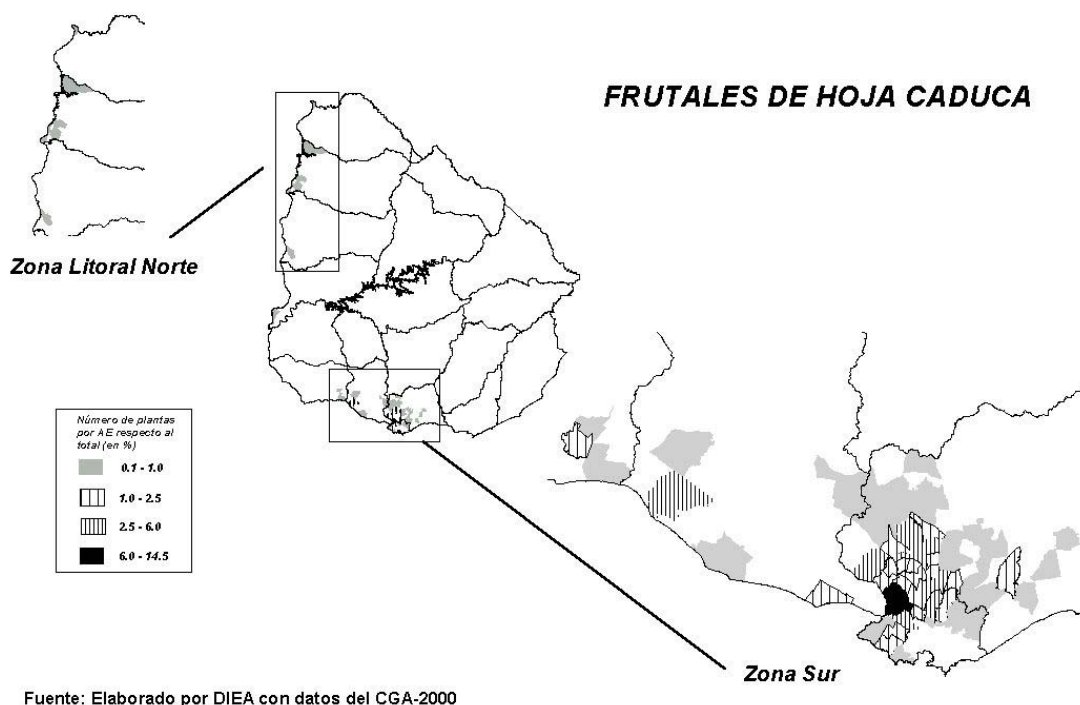 FRUTALES DE HOJA CADUCA
Zona Litoral Norte
Número de plantas
por AE respecto al
total (en %)
0.1 - 1.0
1.0 - 2.5
2.5 - 6.0
6.0 - 14.5
Zona Sur
Fuente: Elaborado por DIEA con datos del CGA-2000